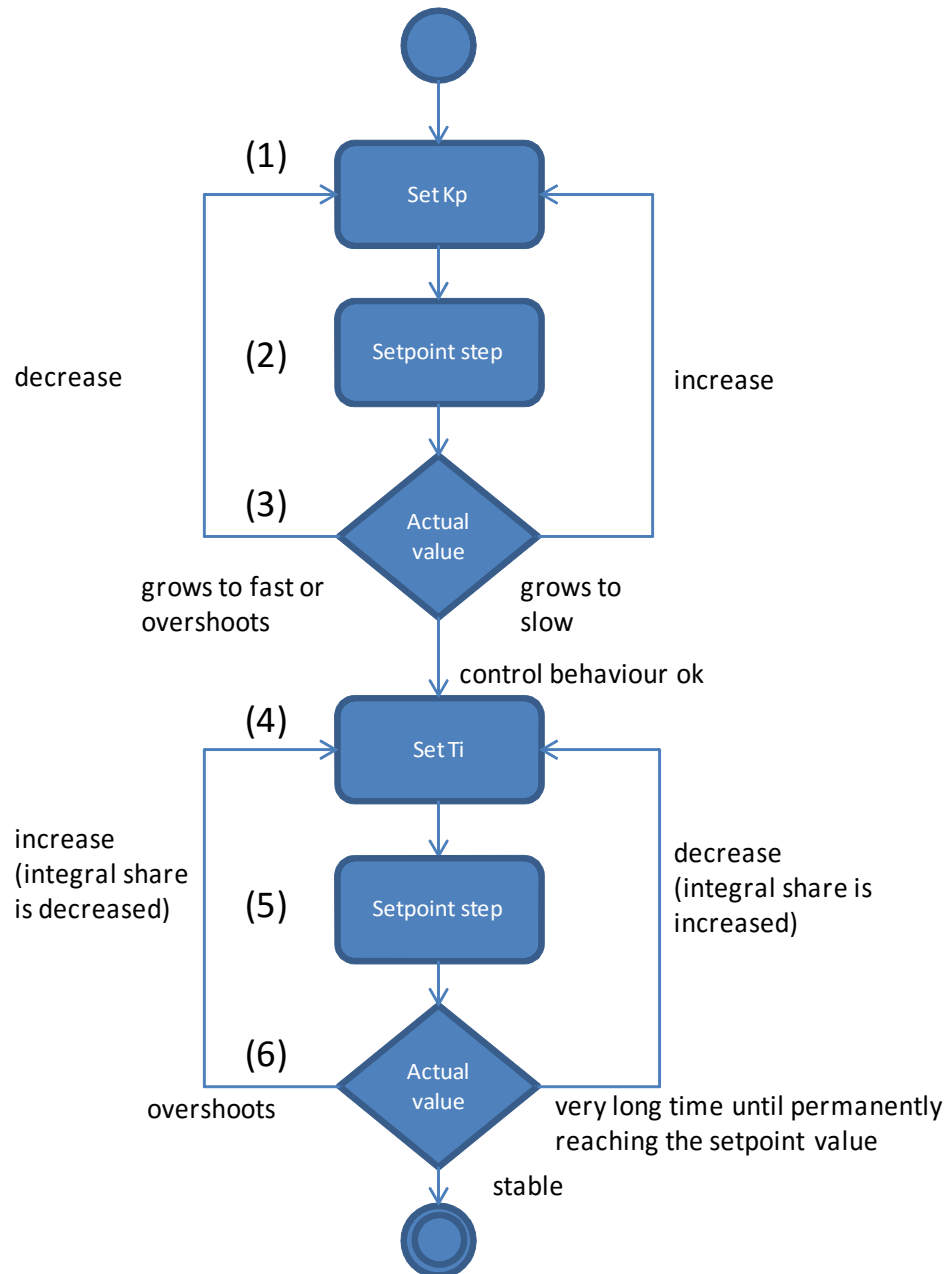 (1)
Set Kp
(2)
Setpoint step
decrease
increase
(3)
Actual
value
grows to fast or
overshoots
grows to
slow
control behaviour ok
(4)
Set Ti
increase
(integral share
is decreased)
decrease
(integral share is
increased)
(5)
Setpoint step
(6)
Actual
value
overshoots
very long time until permanently
reaching the setpoint value
stable